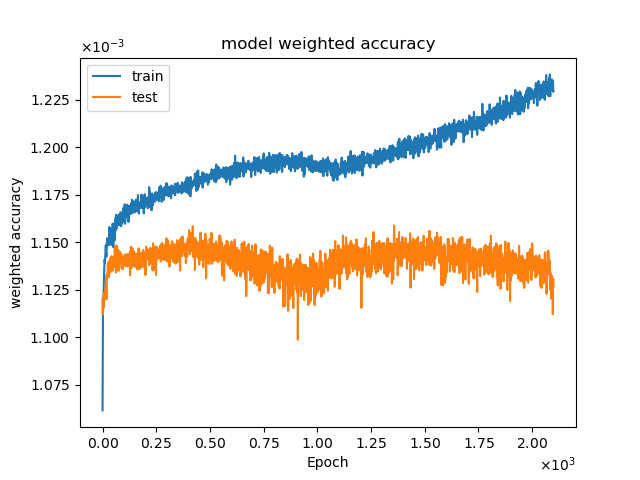 model weighted accuracy
×10⁻³
train
test
weighted accuracy
1.225
1.200
1.175
1.150
1.125
1.100
1.075
0.00 0.25 0.50 0.75 1.00 1.25 1.50 1.75 2.00
Epoch
×10³